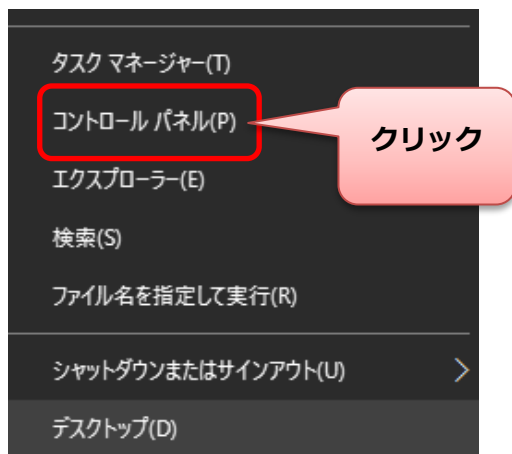 タスク マネージャー(T)
コントロール パネル(P)
クリック
エクスプローラー(E)
検索(S)
ファイル名を指定して実行(R)
シャットダウンまたはサインアウト(U)
デスクトップ(D)